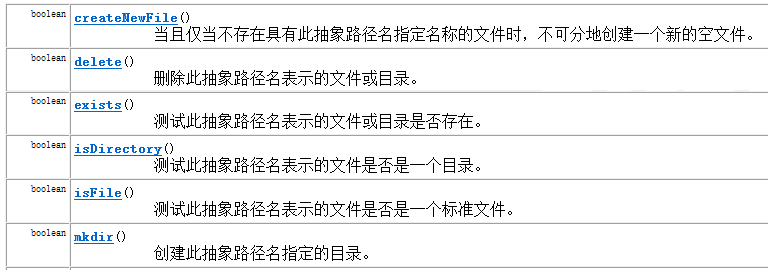 boolean createNewFile()
当且仅当不存在具有此抽象路径名指定名称的文件时，不可分地创建一个新的空文件。
boolean delete()
删除此抽象路径名表示的文件或目录。
boolean exists()
测试此抽象路径名表示的文件或目录是否存在。
boolean isDirectory()
测试此抽象路径名表示的文件是否是一个目录。
boolean isFile()
测试此抽象路径名表示的文件是否是一个标准文件。
boolean mkdir()
创建此抽象路径名指定的目录。